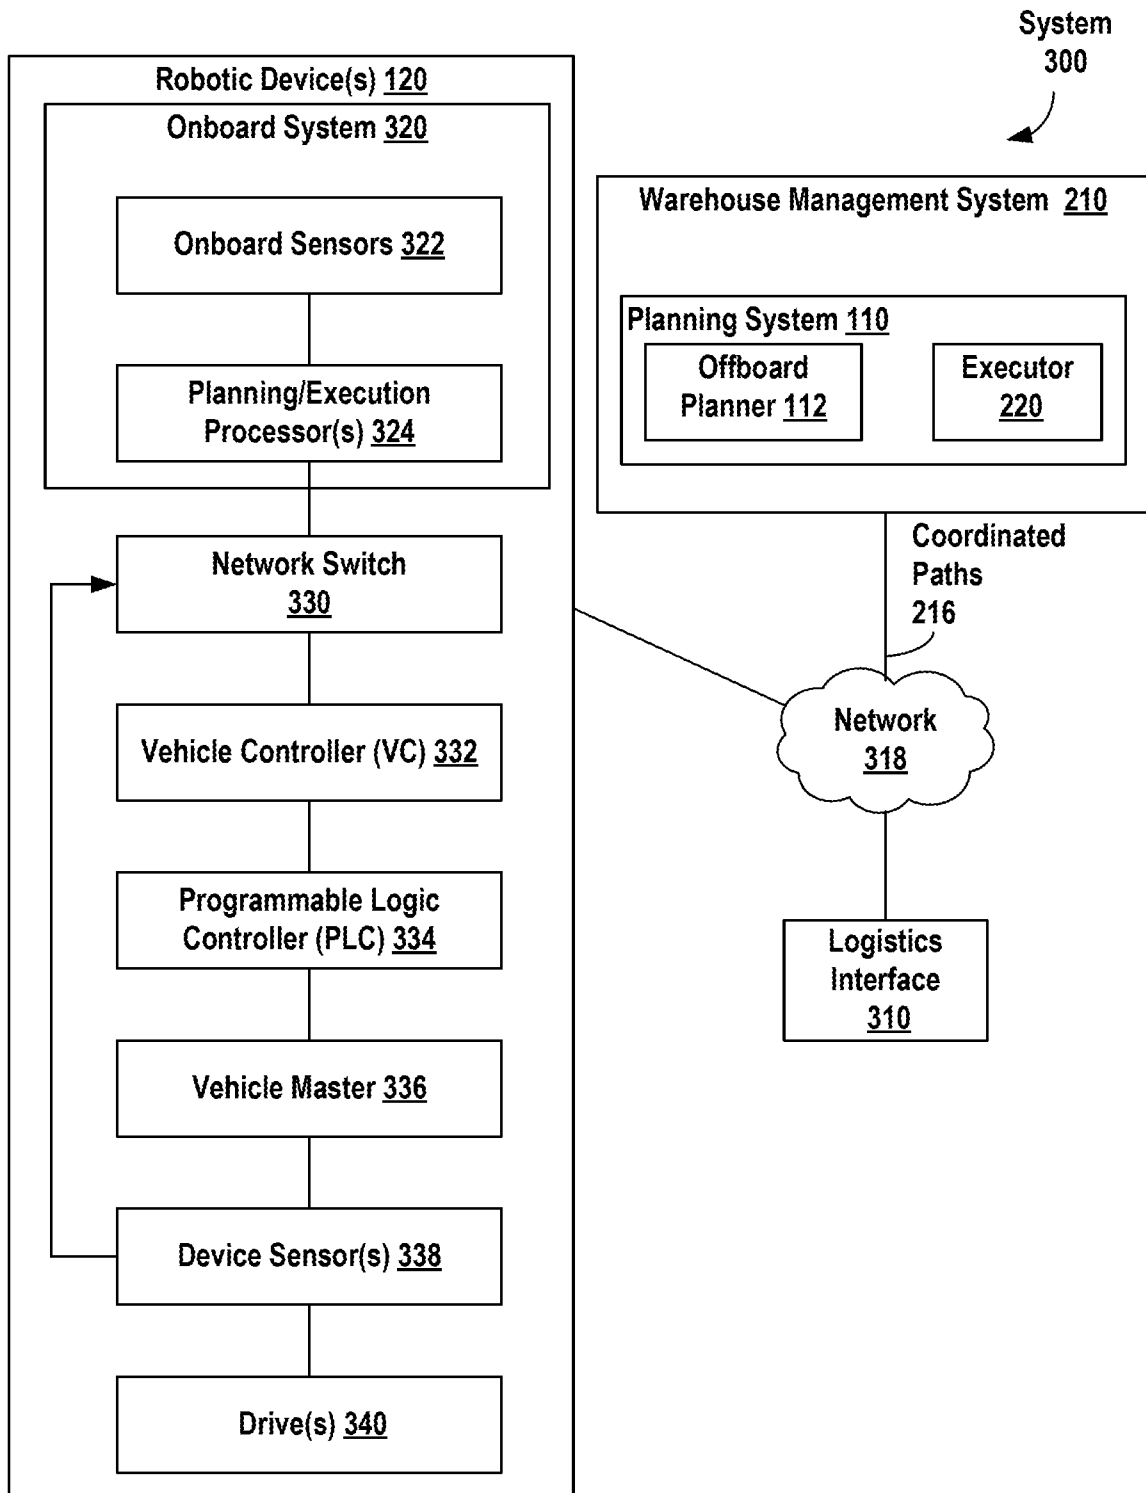 System
300
Robotic Device(s) 120
Onboard System 320
Onboard Sensors 322
Planning/Execution
Processor(s) 324
Network Switch
330
Vehicle Controller (VC) 332
Programmable Logic
Controller (PLC) 334
Vehicle Master 336
Device Sensor(s) 338
Drive(s) 340
Warehouse Management System 210
Planning System 110
Offboard
Planner 112
Executor
220
Coordinated
Paths
216
Network
318
Logistics
Interface
310